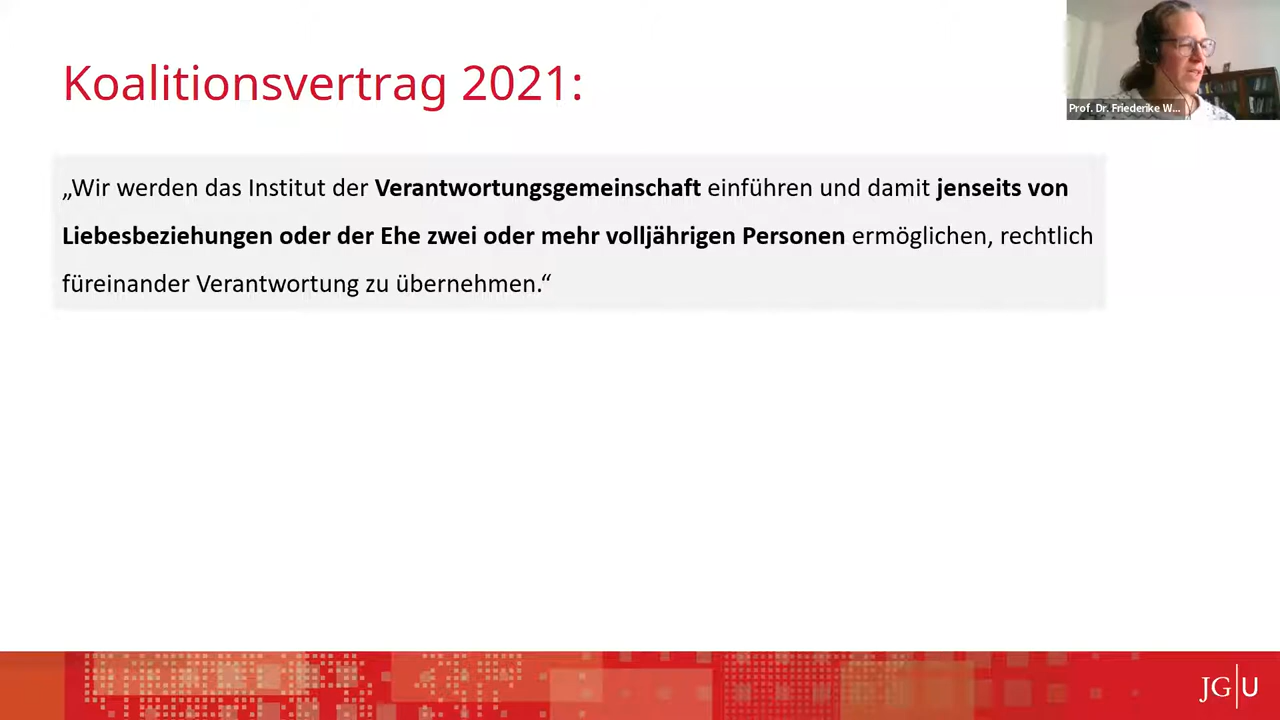 Koalitionsvertrag 2021:
Prof. Dr. Friederike W...
„Wir werden das Institut der Verantwortungsgemeinschaft einführen und damit jenseits von
Liebesbeziehungen oder der Ehe zwei oder mehr volljährigen Personen ermöglichen, rechtlich
füreinander Verantwortung zu übernehmen.“
JG|U